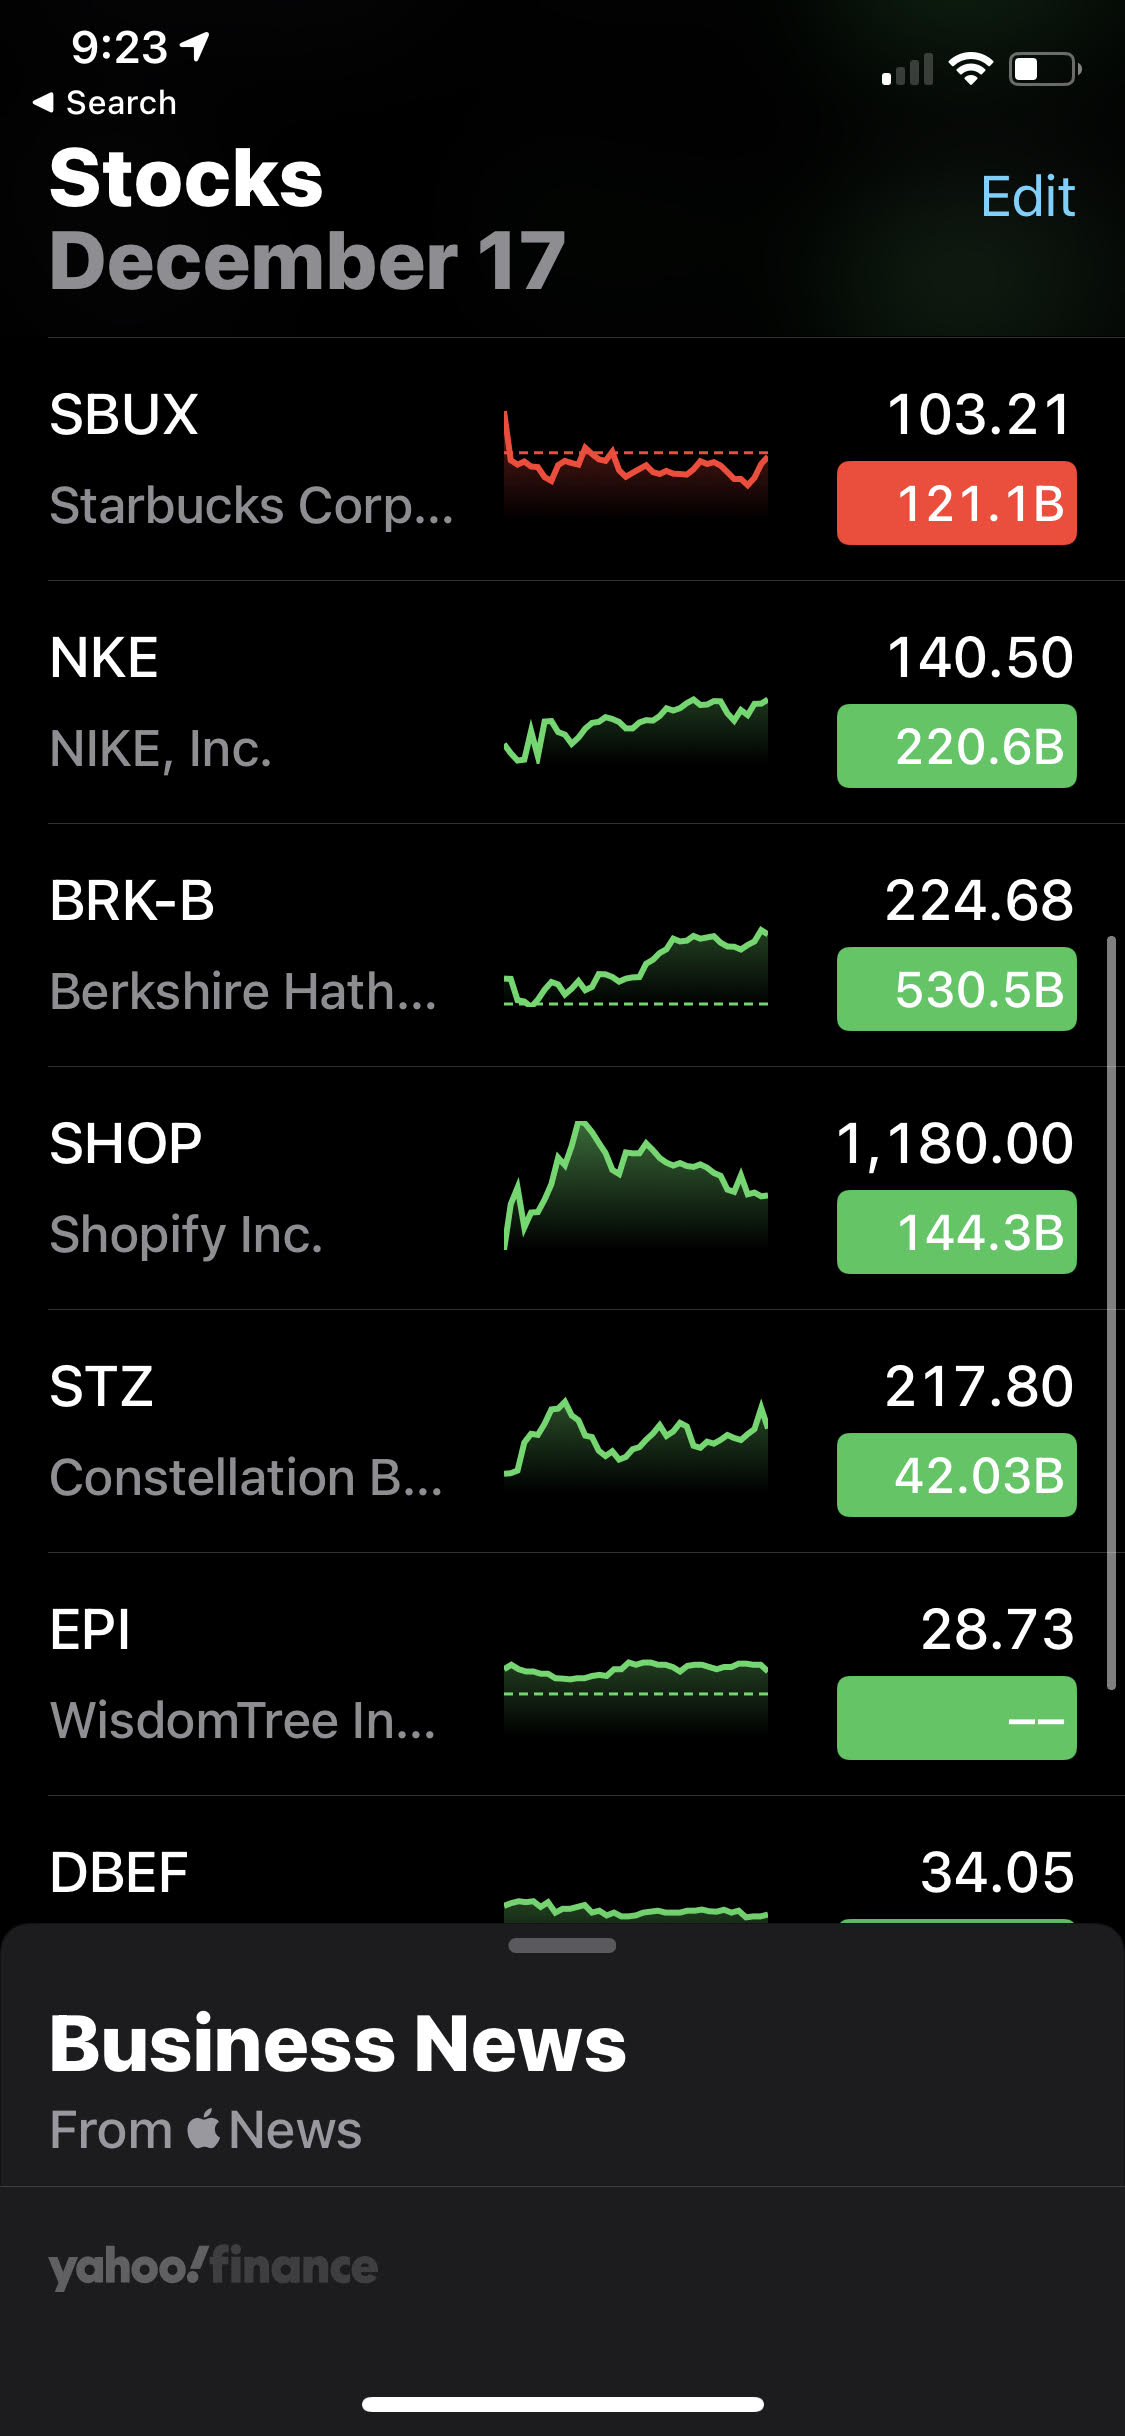 9:23
◀ Search
Stocks
Edit
December 17
SBUX
103.21
Starbucks Corp...
121.1B
NKE
140.50
NIKE, Inc.
220.6B
BRK-B
224.68
Berkshire Hath...
530.5B
SHOP
1,180.00
Shopify Inc.
144.3B
STZ
217.80
Constellation B...
42.03B
EPI
28.73
WisdomTree In...
--
DBEF
34.05
Business News
From News
yahoo!finance